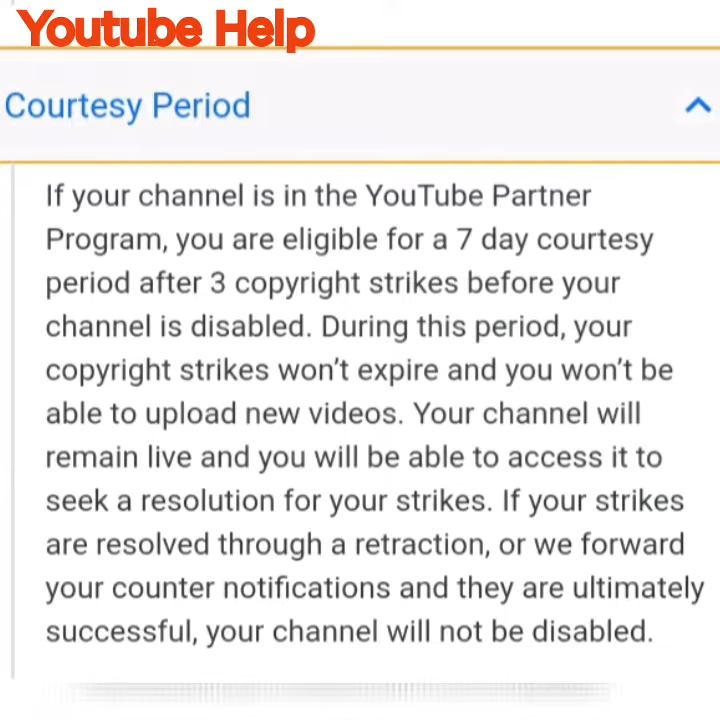 Youtube Help
Courtesy Period
If your channel is in the YouTube Partner
Program, you are eligible for a 7 day courtesy
period after 3 copyright strikes before your
channel is disabled. During this period, your
copyright strikes won’t expire and you won’t be
able to upload new videos. Your channel will
remain live and you will be able to access it to
seek a resolution for your strikes. If your strikes
are resolved through a retraction, or we forward
your counter notifications and they are ultimately
successful, your channel will not be disabled.